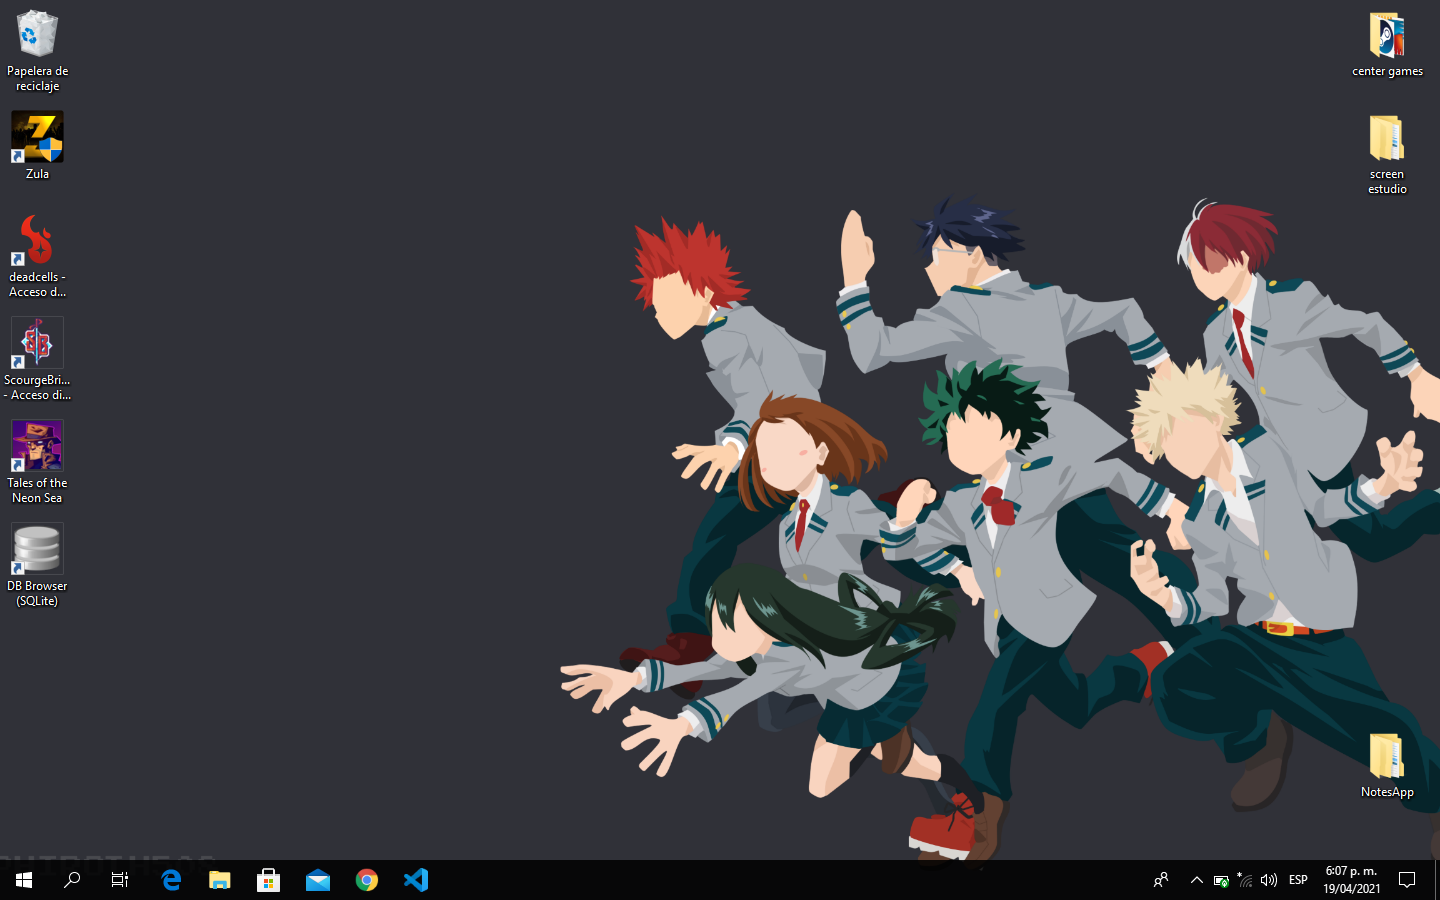 Papelera de
reciclaje
Zula
deadcells -
Acceso d...
ScourgeBri...
- Acceso di...
Tales of the
Neon Sea
DB Browser
(SQLite)
center games
screen
estudio
NotesApp
ESP
6:07 p. m.
19/04/2021